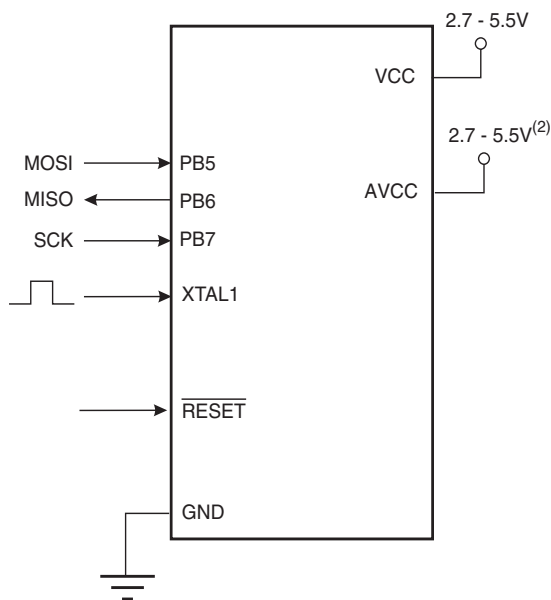 2.7 - 5.5V
VCC
2.7 - 5.5V(2)
AVCC
MOSI PB5
MISO PB6
SCK PB7
XTAL1
RESET
GND